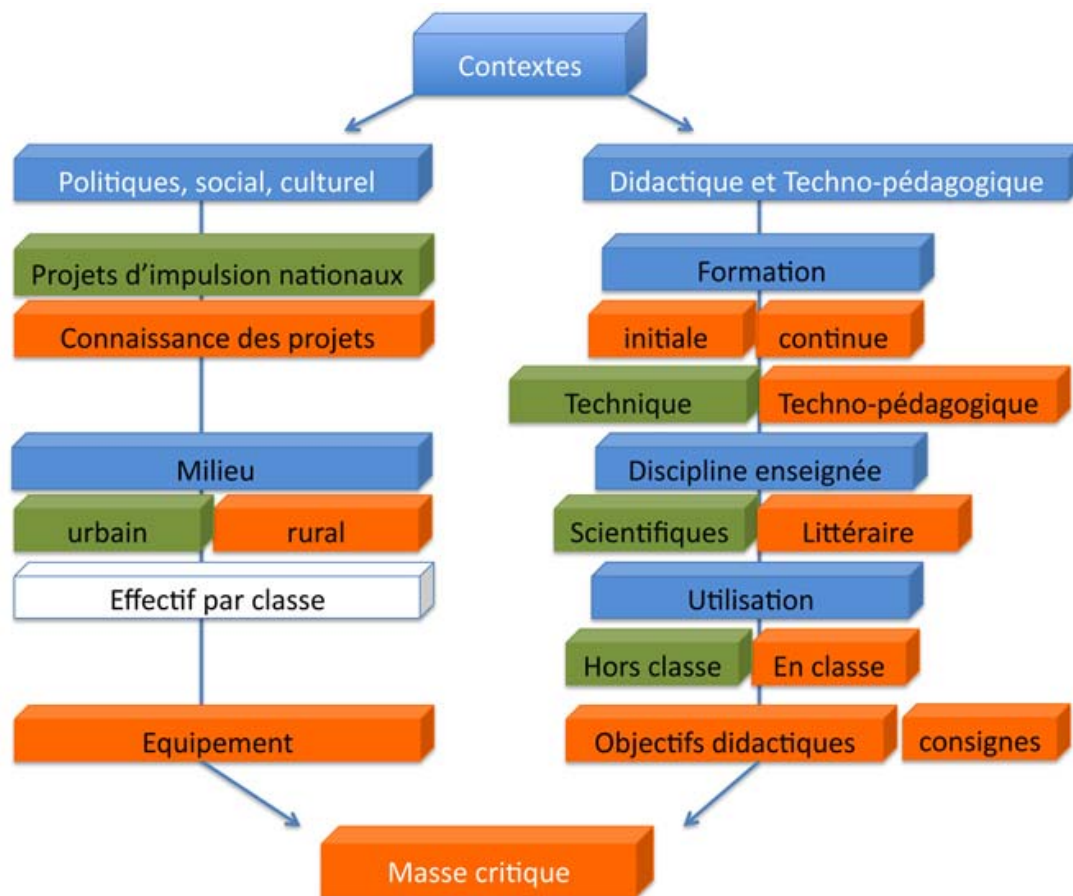 Contextes
Politiques, social, culturel
Projets d'impulsion nationaux
Connaissance des projets
Milieu
urbain
rural
Effectif par classe
Equipement
Didactique et Techno-pédagogique
Formation
initiale
continue
Technique
Techno-pédagogique
Discipline enseignée
Scientifiques
Littéraire
Utilisation
Hors classe
En classe
Objectifs didactiques
consignes
Masse critique